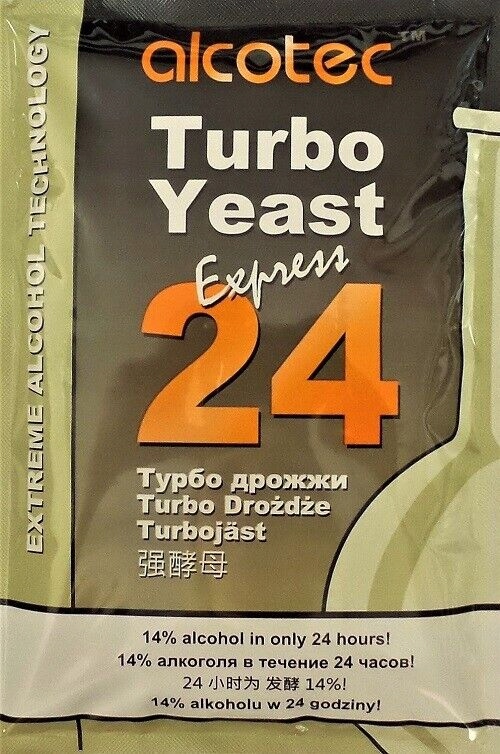 alcotec™
Turbo
Yeast
Express
24
EXTREME ALCOHOL TECHNOLOGY
Турбо дрожжи
Turbo Drożdże
Turbojäst
强酵母
14% alcohol in only 24 hours!
14% алкоголя в течение 24 часов!
24 小时为 发酵 14%!
14% alkoholu w 24 godziny!